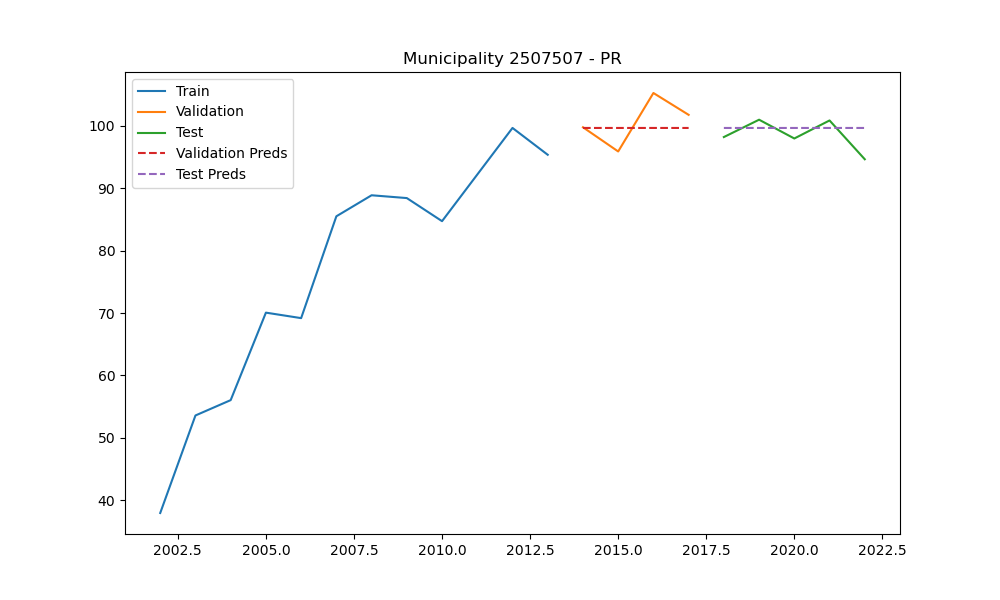 Municipality 2507507 - PR
Train
Validation
Test
Validation Preds
Test Preds
100
90
80
70
60
50
40
2002.5 2005.0 2007.5 2010.0 2012.5 2015.0 2017.5 2020.0 2022.5